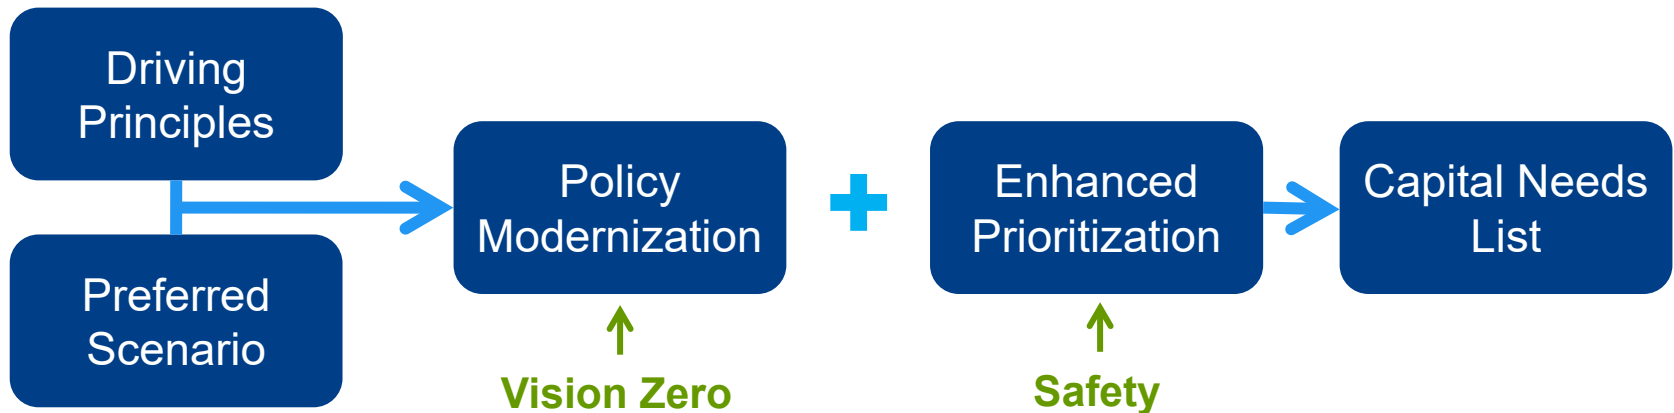 Driving
Principles
Preferred
Scenario
Policy
Modernization
Vision Zero
Enhanced
Prioritization
Safety
Capital Needs
List